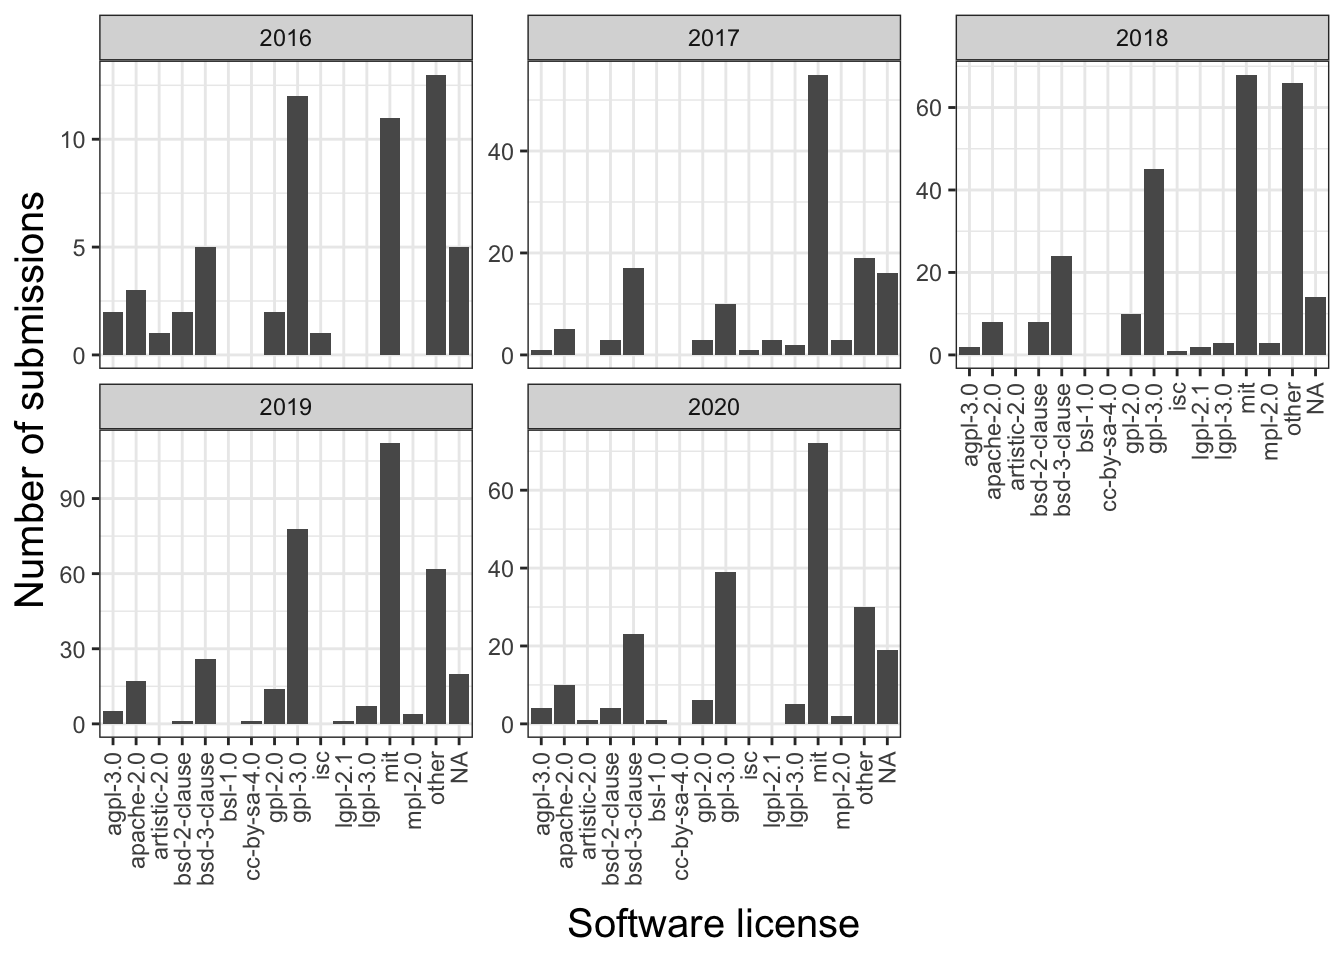 Number of submissions
2016
10
5
0
2017
40
20
0
2018
60
40
20
0
agpl-3.0
apache-2.0
artistic-2.0
bsd-2-clause
bsd-3-clause
bsl-1.0
cc-by-sa-4.0
gpl-2.0
gpl-3.0
isc
lgpl-2.1
lgpl-3.0
mit
mpl-2.0
other
NA
2019
90
60
30
0
agpl-3.0
apache-2.0
artistic-2.0
bsd-2-clause
bsd-3-clause
bsl-1.0
cc-by-sa-4.0
gpl-2.0
gpl-3.0
isc
lgpl-2.1
lgpl-3.0
mit
mpl-2.0
other
NA
2020
60
40
20
0
agpl-3.0
apache-2.0
artistic-2.0
bsd-2-clause
bsd-3-clause
bsl-1.0
cc-by-sa-4.0
gpl-2.0
gpl-3.0
isc
lgpl-2.1
lgpl-3.0
mit
mpl-2.0
other
NA
Software license